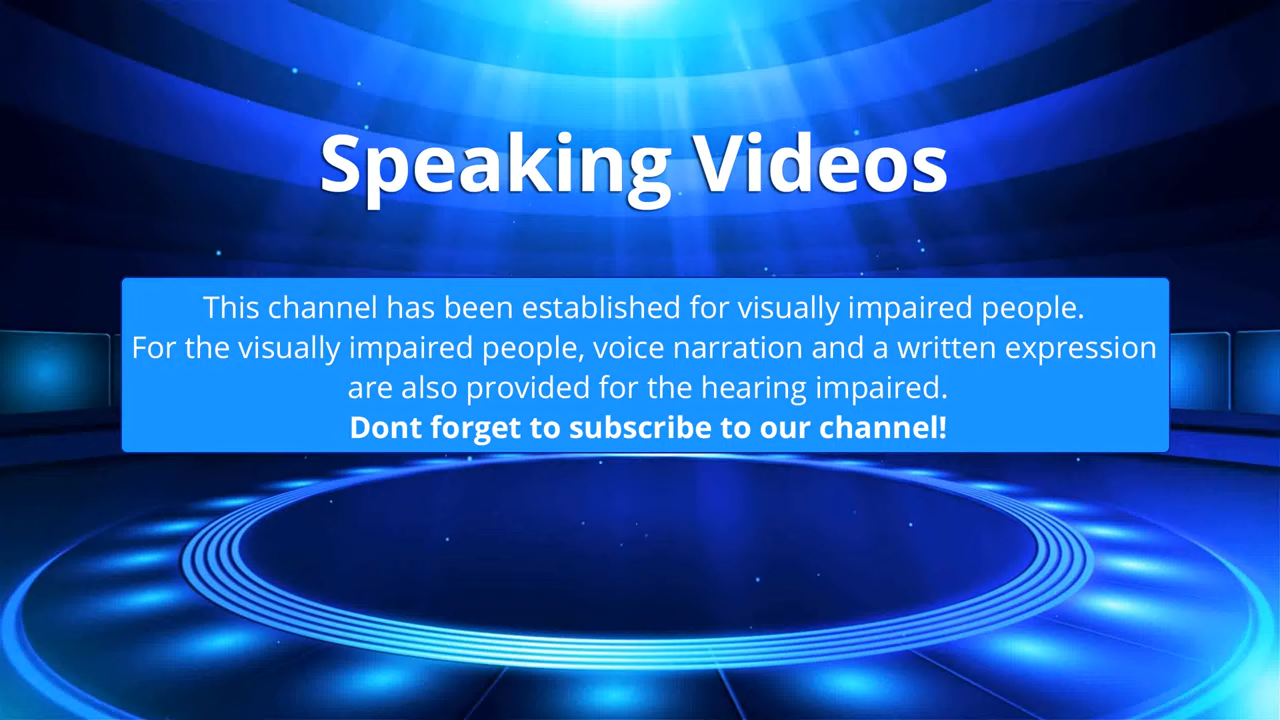 Speaking Videos
This channel has been established for visually impaired people.
For the visually impaired people, voice narration and a written expression
are also provided for the hearing impaired.
Dont forget to subscribe to our channel!